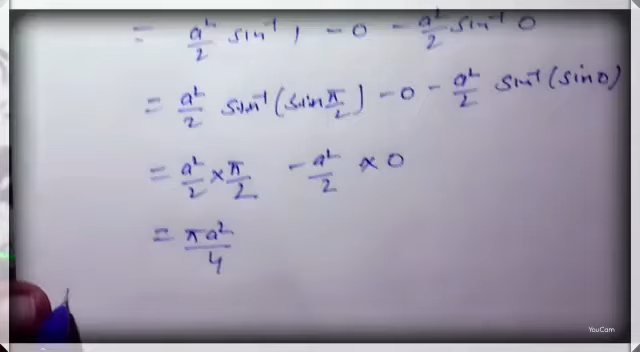 = a²/2 sin⁻¹ 1 - 0 - a²/2 sin⁻¹ 0
= a²/2 sin⁻¹ (sin π/2) - 0 - a²/2 sin⁻¹ (sin 0)
= a²/2 × π/2 - a²/2 × 0
= πa²/4
YouCam